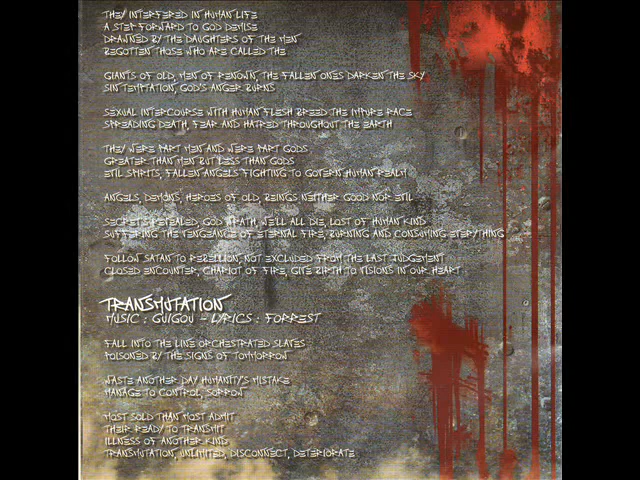 THEY INTERFERED IN HUMAN LIFE
A STEP FORWARD TO GOD DEMISE
DRAWNED BY THE DAUGHTERS OF THE MEN
BEGOTTEN THOSE WHO ARE CALLED THE
GIANTS OF OLD, MEN OF RENOWN, THE FALLEN ONES DARKEN THE SKY
SIN TEMPTATION, GOD'S ANGER BURNS
SEXUAL INTERCOURSE WITH HUMAN FLESH BREED THE IMPURE RACE
SPREADING DEATH, FEAR AND HATRED THROUGHOUT THE EARTH
THEY WERE PART MEN AND WERE PART GODS
GREATER THAN MEN BUT LESS THAN GODS
EVIL SPIRITS, FALLEN ANGELS FIGHTING TO GOVERN HUMAN REALM
ANGELS, DEMONS, HEROES OF OLD, BEINGS NEITHER GOOD NOR EVIL
SECRETS REVEALED, GOD WRATH, WE'LL ALL DIE, LOST OF HUMAN KIND
SUFFERING THE VENGEANCE OF ETERNAL FIRE, BURNING AND CONSUMING EVERYTHING
FOLLOW SATAN TO REBELLION, NOT EXCLUDED FROM THE LAST JUDGEMENT
CLOSED ENCOUNTER, CHARIOT OF FIRE, GIVE BIRTH TO VISIONS IN OUR HEART
TRANSMUTATION
MUSIC : GUIGOU - LYRICS : FORREST
FALL INTO THE LINE ORCHESTRATED SLAVES
POISONED BY THE SIGNS OF TOMMORROW
WASTE ANOTHER DAY HUMANITY'S MISTAKE
MANAGE TO CONTROL, SORROW
MOST SOLD THAN MOST ADMIT
THEIR READY TO TRANSMIT
ILLNESS OF ANOTHER KIND
TRANSMUTATION, UNLIMITED, DISCONNECT, DETERIORATE